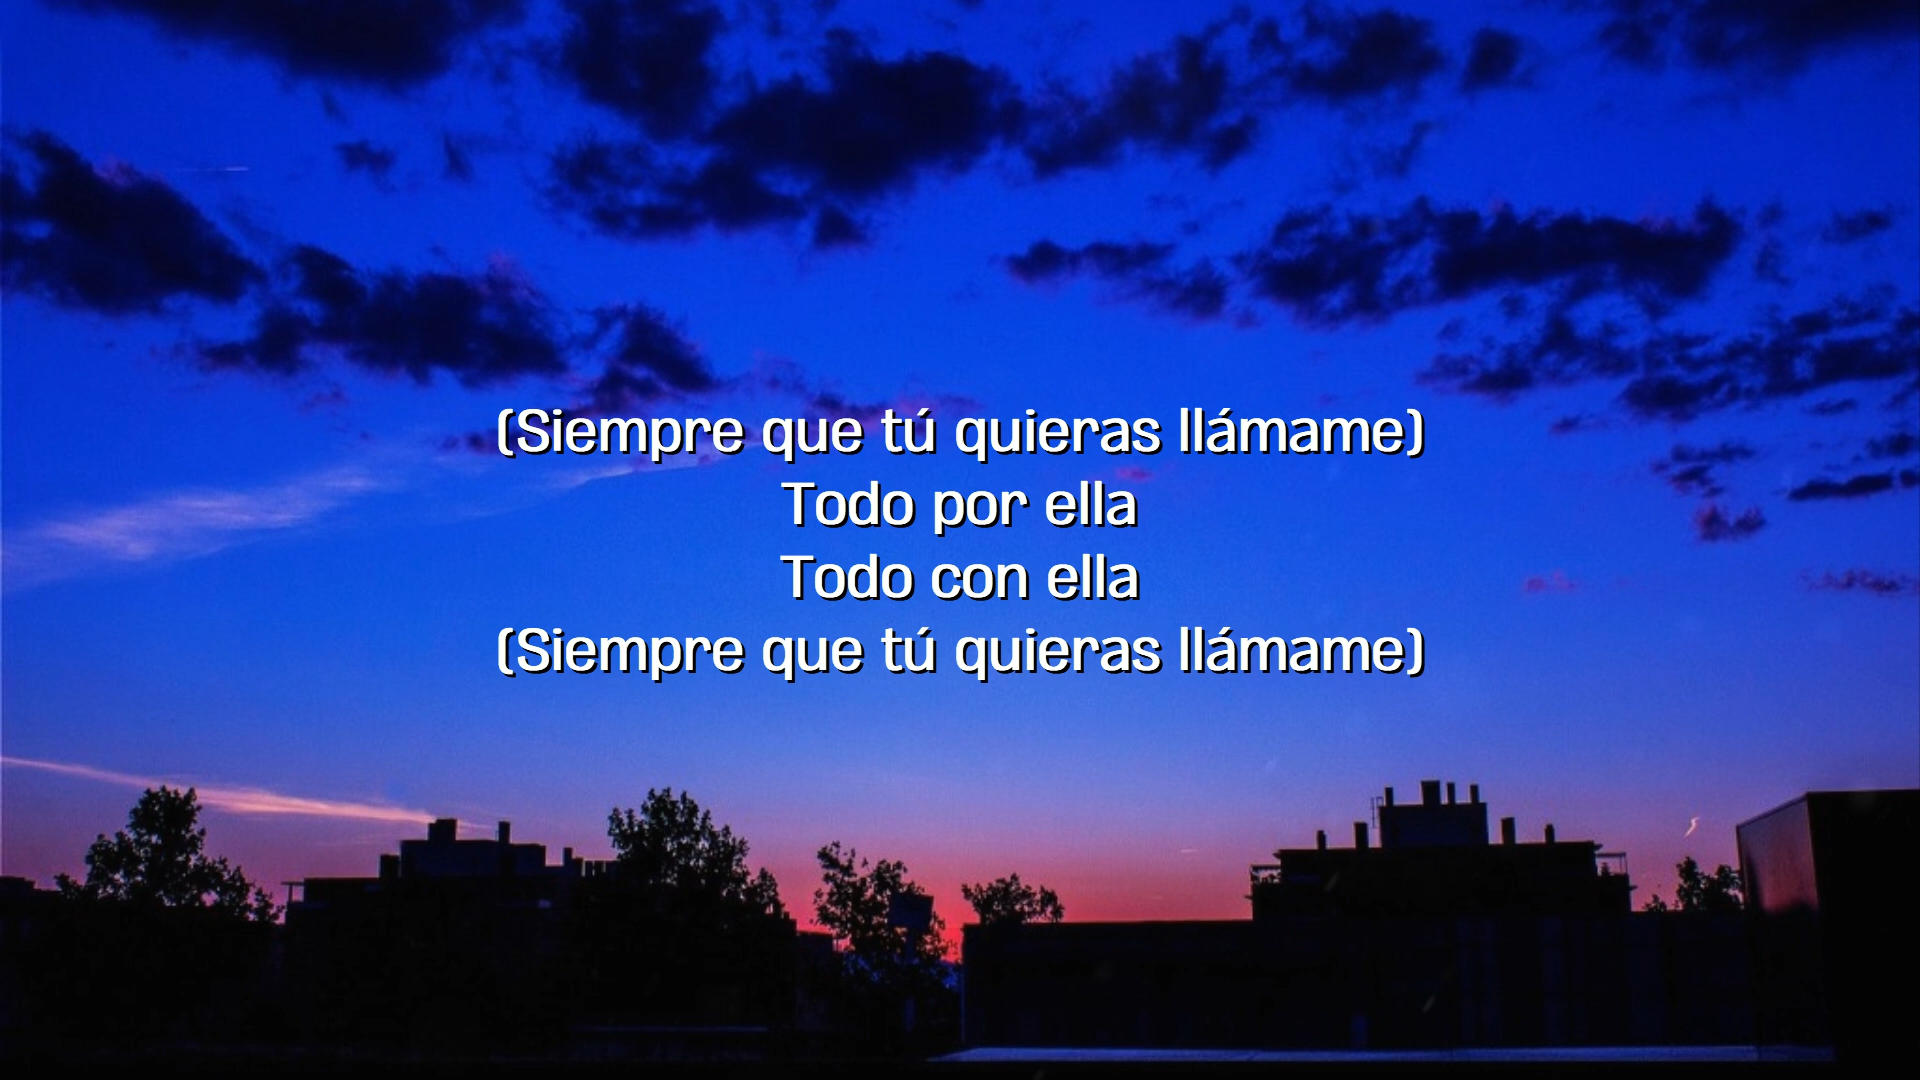 (Siempre que tú quieras llámame)
Todo por ella
Todo con ella
(Siempre que tú quieras llámame)